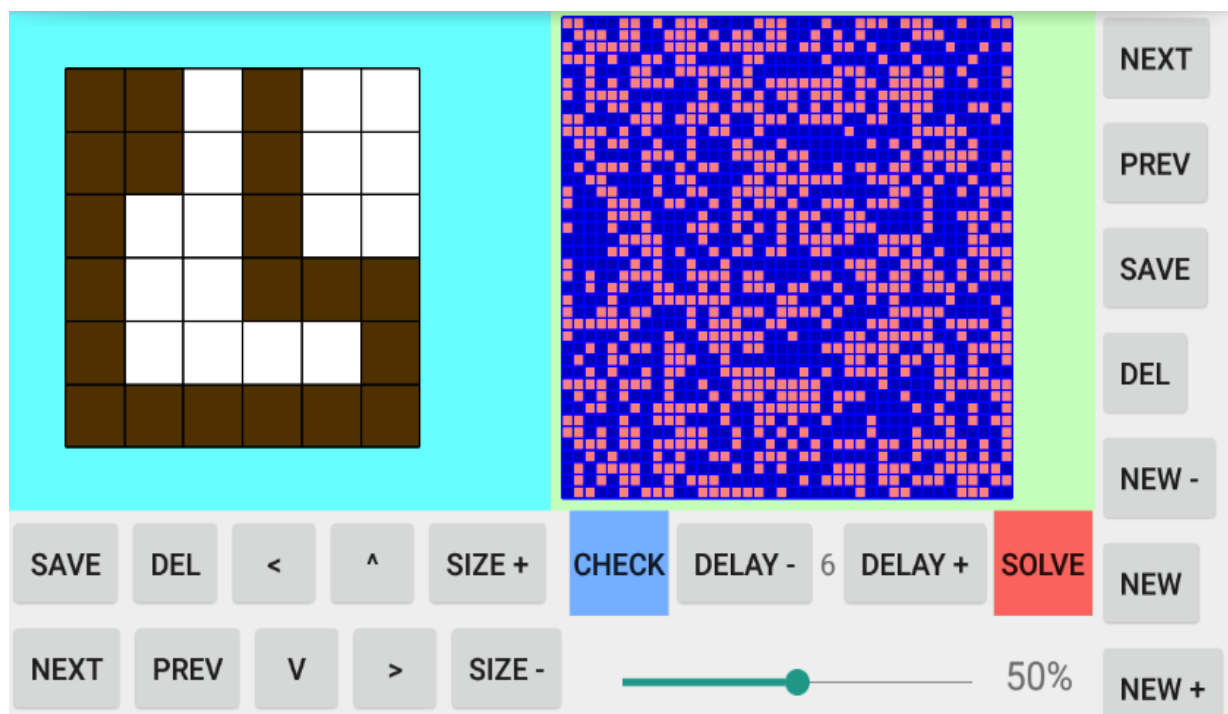 NEXT
PREV
SAVE
DEL
NEW -
NEW
NEW +
SAVE DEL < ^ SIZE + CHECK DELAY - 6 DELAY + SOLVE
NEXT PREV V > SIZE - 50%